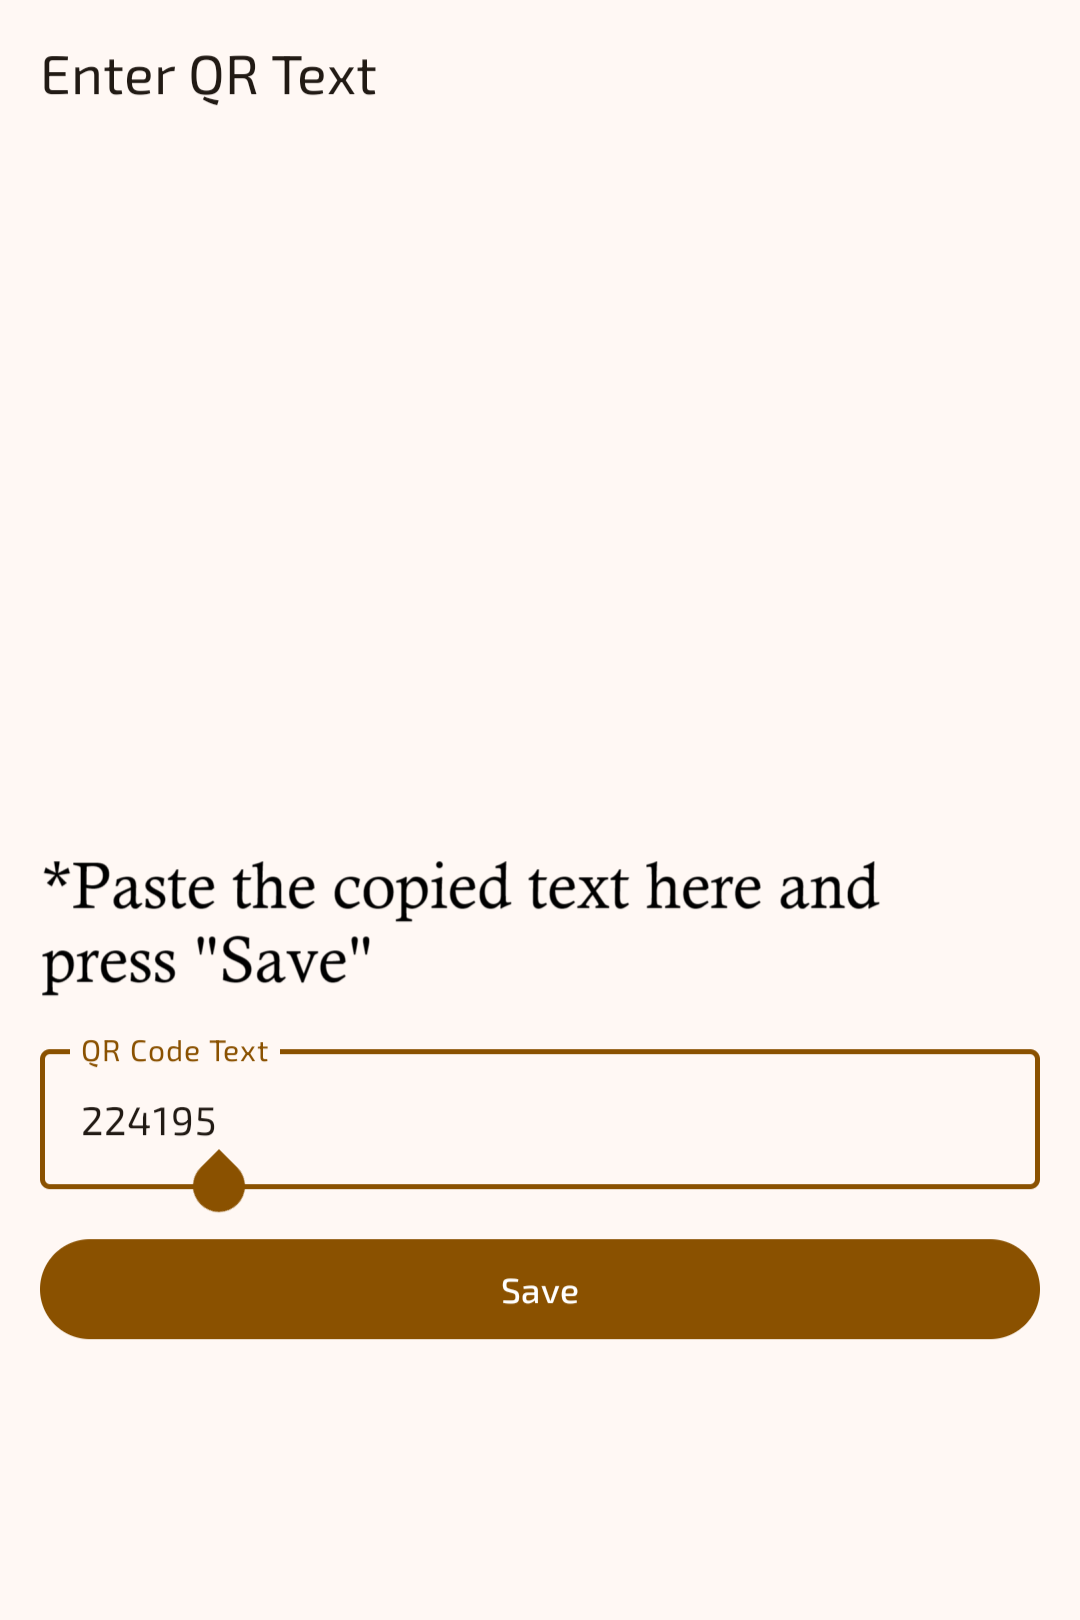 Enter QR Text
*Paste the copied text here and
press "Save"
QR Code Text
224195
Save